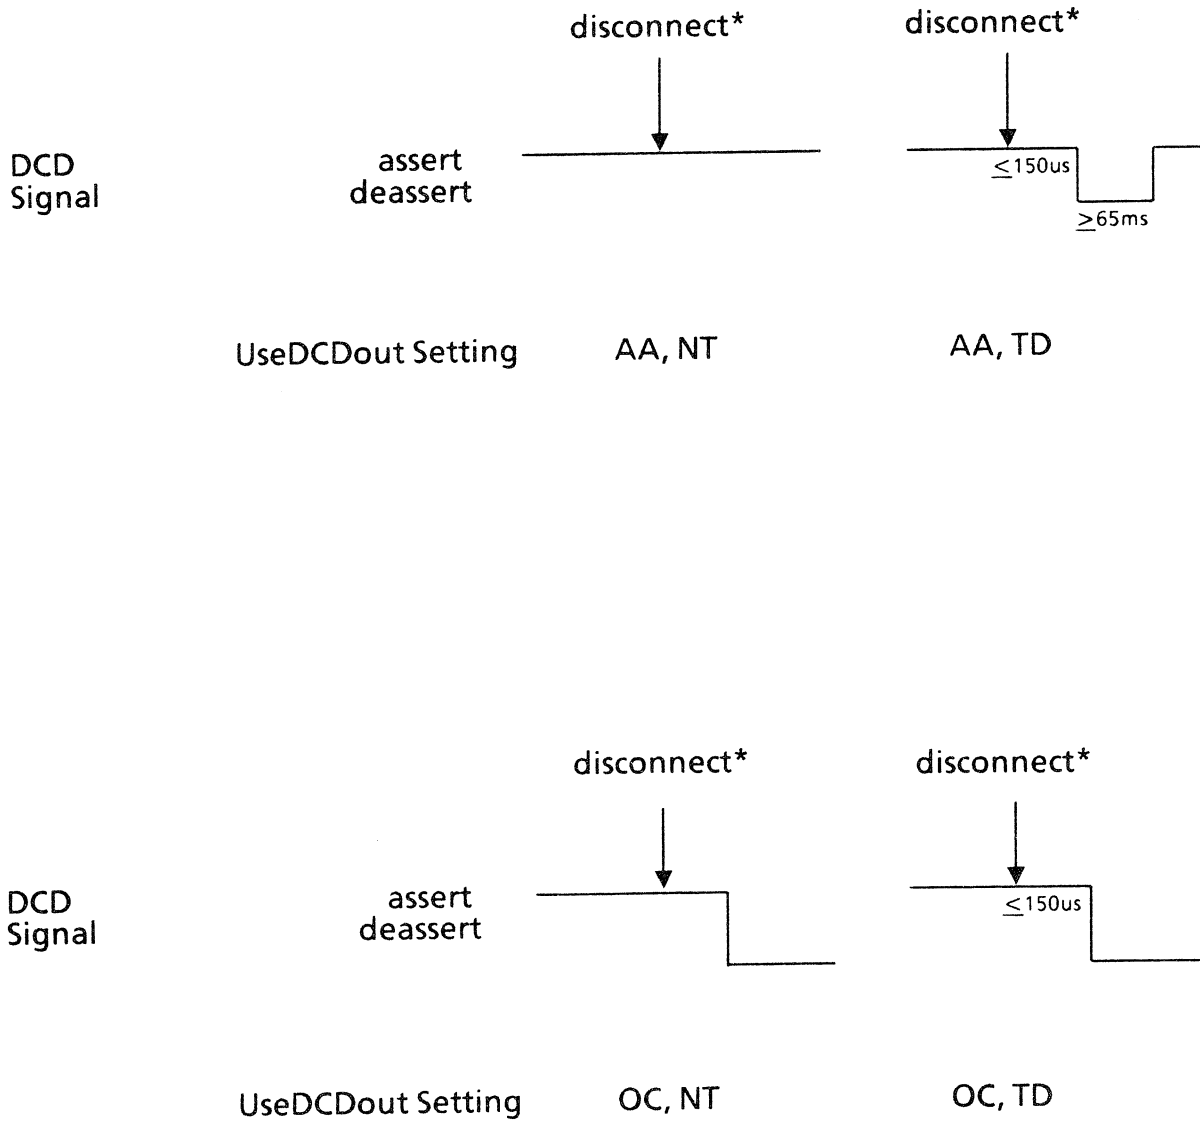 disconnect*
disconnect*
DCD
Signal
assert
deassert
≤150us
≥65ms
UseDCDout Setting
AA, NT
AA, TD
disconnect*
disconnect*
DCD
Signal
assert
deassert
≤150us
UseDCDout Setting
OC, NT
OC, TD